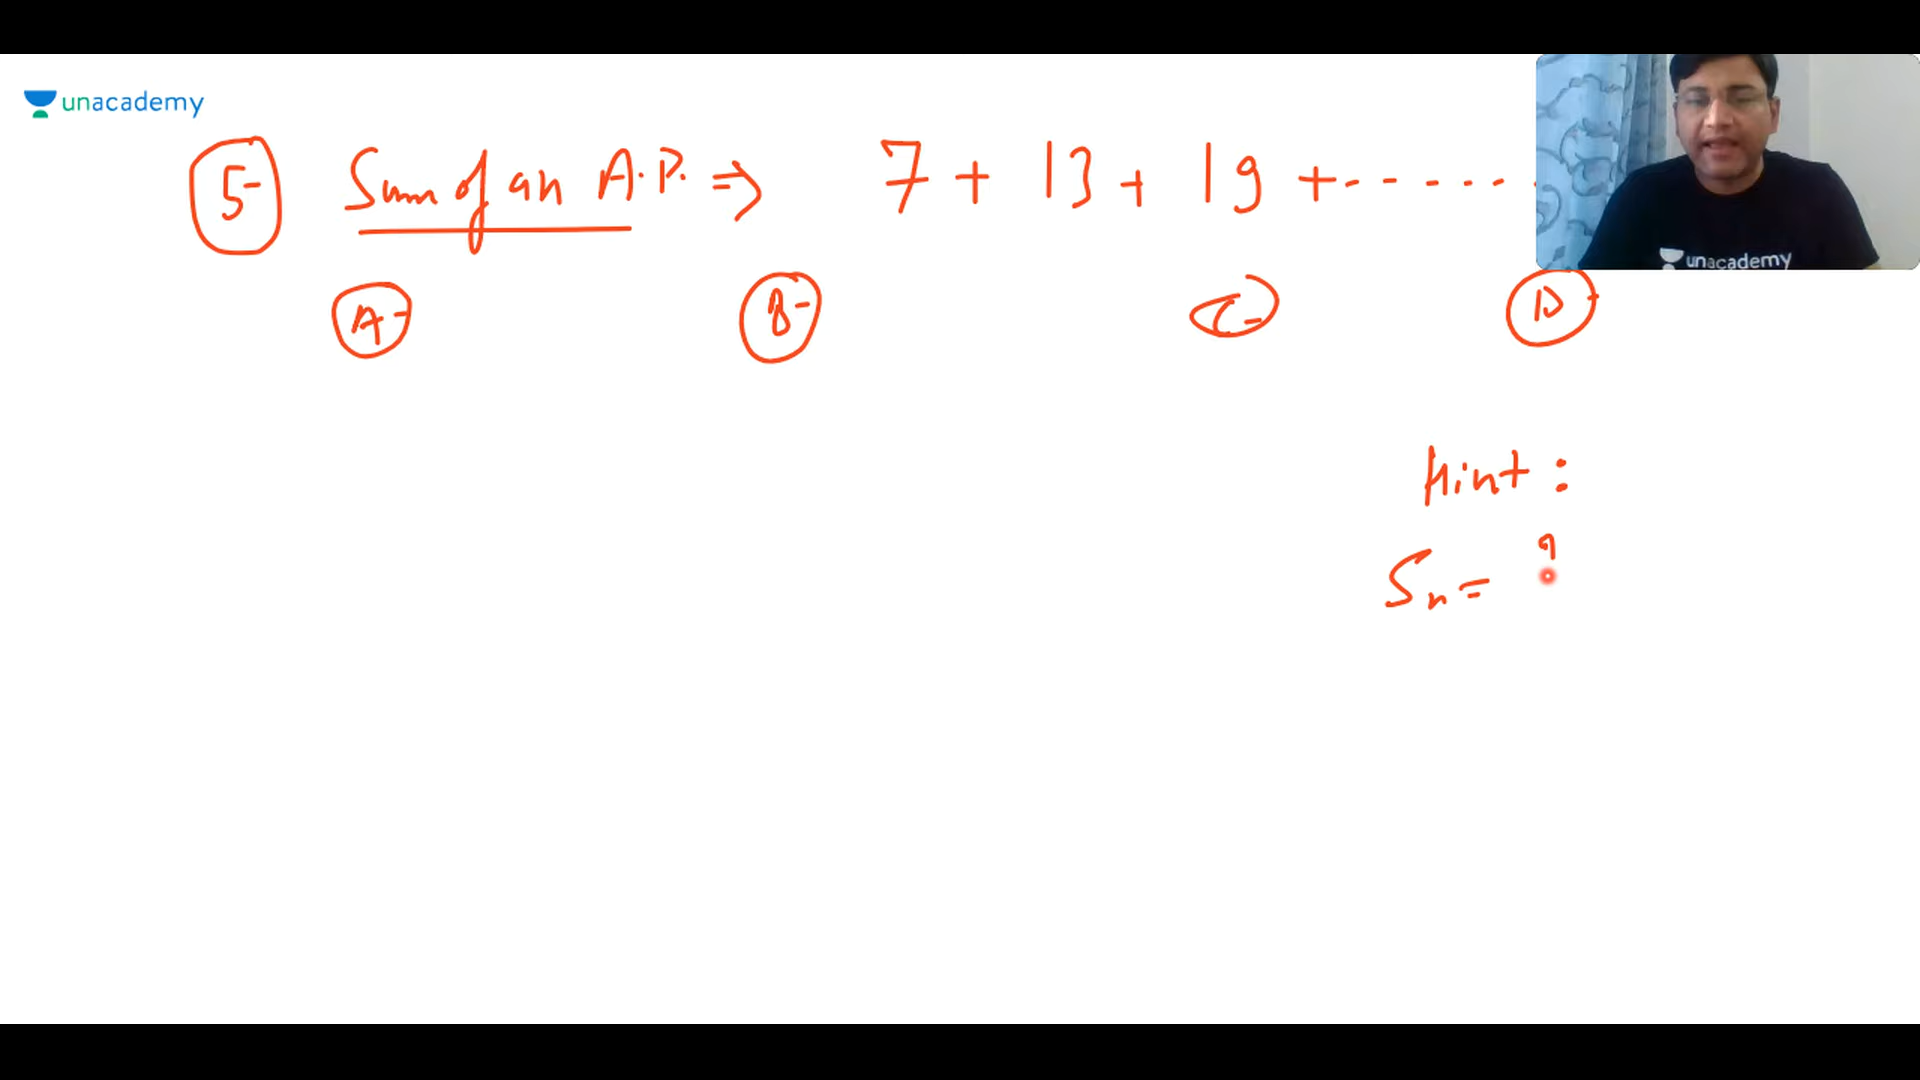 unacademy
5- Sum of an A.P. ⇒ 7 + 13 + 19 + - - - - - -
unacademy
A- B- C- D-
Hint :
Sn = ?